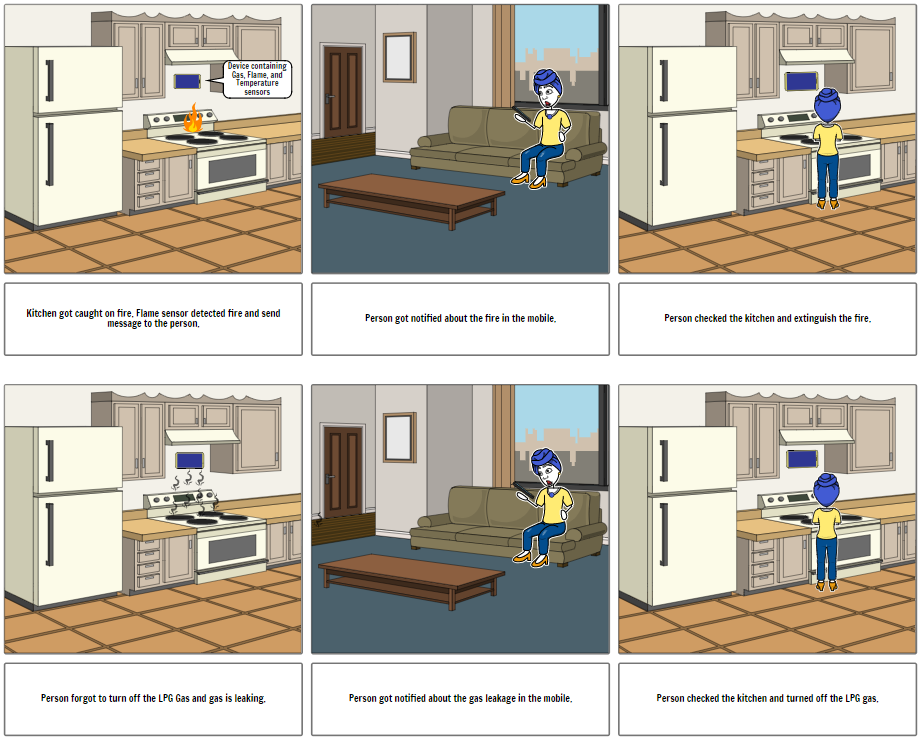 Device containing
Gas, Flame, and
Temperature
sensors
Kitchen got caught on fire. Flame sensor detected fire and send
message to the person.
Person got notified about the fire in the mobile.
Person checked the kitchen and extinguish the fire.
Person forgot to turn off the LPG Gas and gas is leaking.
Person got notified about the gas leakage in the mobile.
Person checked the kitchen and turned off the LPG gas.